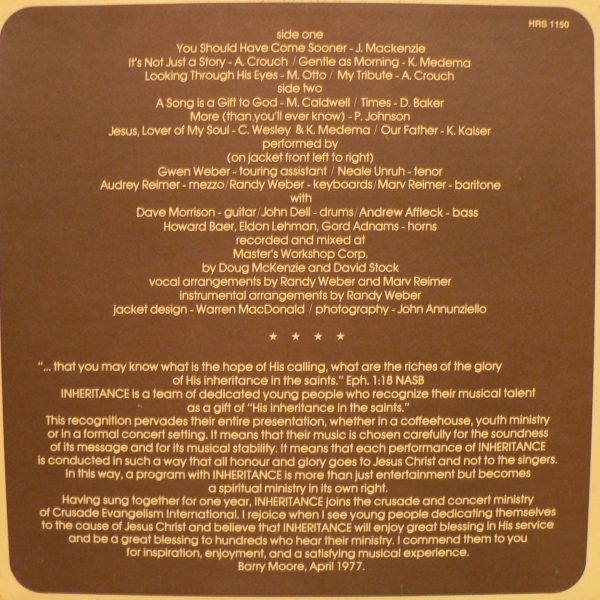 HRS 1150
side one
You Should Have Come Sooner - J. Mackenzie
It's Not Just a Story - A. Crouch / Gentle as Morning - K. Medema
Looking Through His Eyes - M. Otto / My Tribute - A. Crouch
side two
A Song is a Gift to God - M. Caldwell / Times - D. Baker
More (than you'll ever know) - P. Johnson
Jesus, Lover of My Soul - C. Wesley & K. Medema / Our Father - K. Kaiser
performed by
(on jacket front left to right)
Gwen Weber - touring assistant / Neale Unruh - tenor
Audrey Reimer - mezzo/Randy Weber - keyboards/Marv Reimer - baritone
with
Dave Morrison - guitar/John Dell - drums/Andrew Affleck - bass
Howard Baer, Eldon Lehman, Gord Adnams - horns
recorded and mixed at
Master's Workshop Corp.
by Doug McKenzie and David Stock
vocal arrangements by Randy Weber and Marv Reimer
instrumental arrangements by Randy Weber
jacket design - Warren MacDonald / photography - John Annunziello
★ ★ ★ ★
"... that you may know what is the hope of His calling, what are the riches of the glory
of His inheritance in the saints." Eph. 1:18 NASB
INHERITANCE is a team of dedicated young people who recognize their musical talent
as a gift of "His inheritance in the saints."
This recognition pervades their entire presentation, whether in a coffeehouse, youth ministry
or in a formal concert setting. It means that their music is chosen carefully for the soundness
of its message and for its musical stability. It means that each performance of INHERITANCE
is conducted in such a way that all honour and glory goes to Jesus Christ and not to the singers.
In this way, a program with INHERITANCE is more than just entertainment but becomes
a spiritual ministry in its own right.
Having sung together for one year, INHERITANCE joins the crusade and concert ministry
of Crusade Evangelism International. I rejoice when I see young people dedicating themselves
to the cause of Jesus Christ and believe that INHERITANCE will enjoy great blessing in His service
and be a great blessing to hundreds who hear their ministry. I commend them to you
for inspiration, enjoyment, and a satisfying musical experience.
Barry Moore, April 1977.